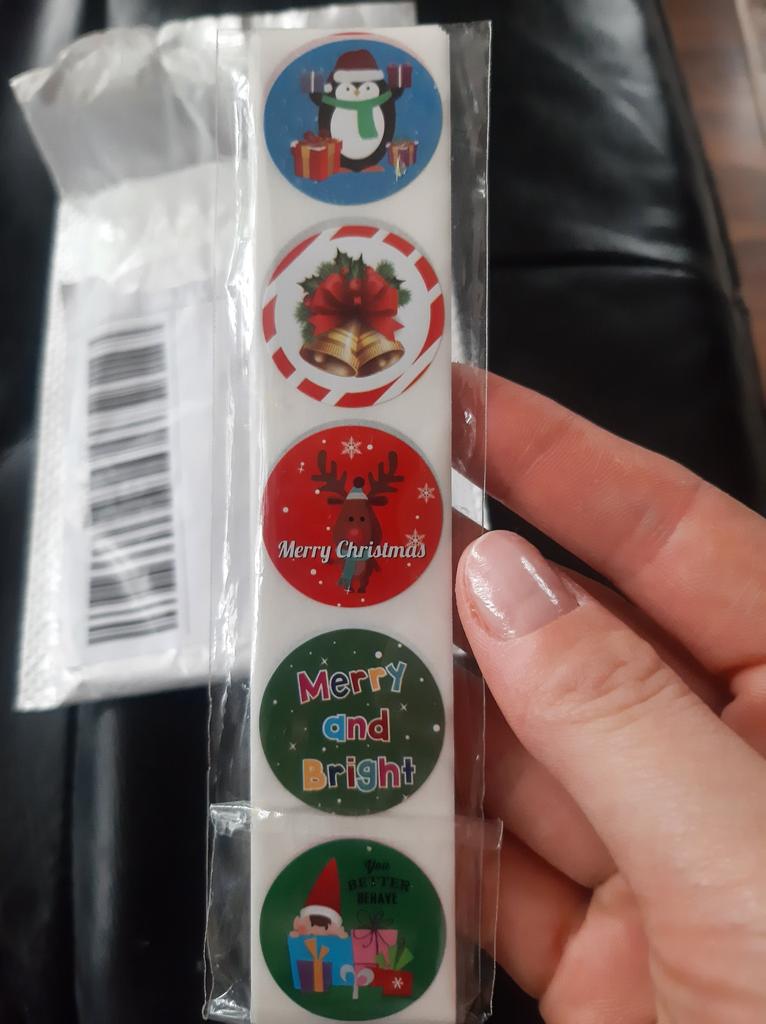 Merry Christmas
Merry
and
Bright
You
BETTER
BEHAVE